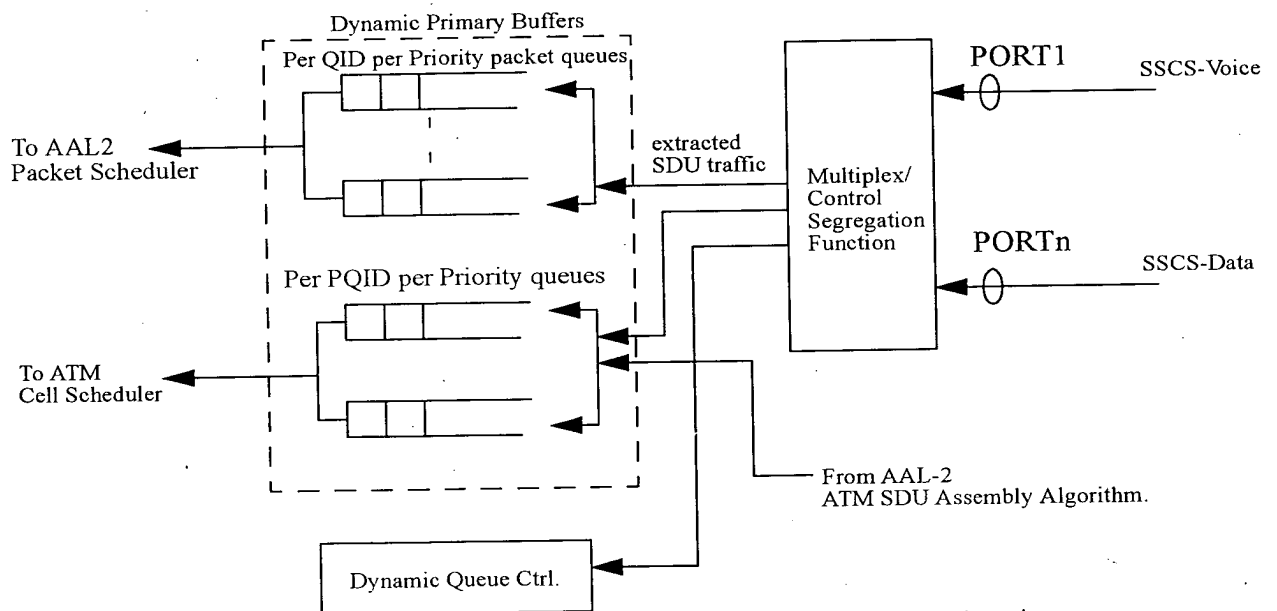 Dynamic Primary Buffers
Per QID per Priority packet queues
To AAL2
Packet Scheduler
extracted
SDU traffic
Multiplex/
Control
Segregation
Function
PORT1
SSCS-Voice
PORTn
SSCS-Data
Per PQID per Priority queues
To ATM
Cell Scheduler
From AAL-2
ATM SDU Assembly Algorithm.
Dynamic Queue Ctrl.